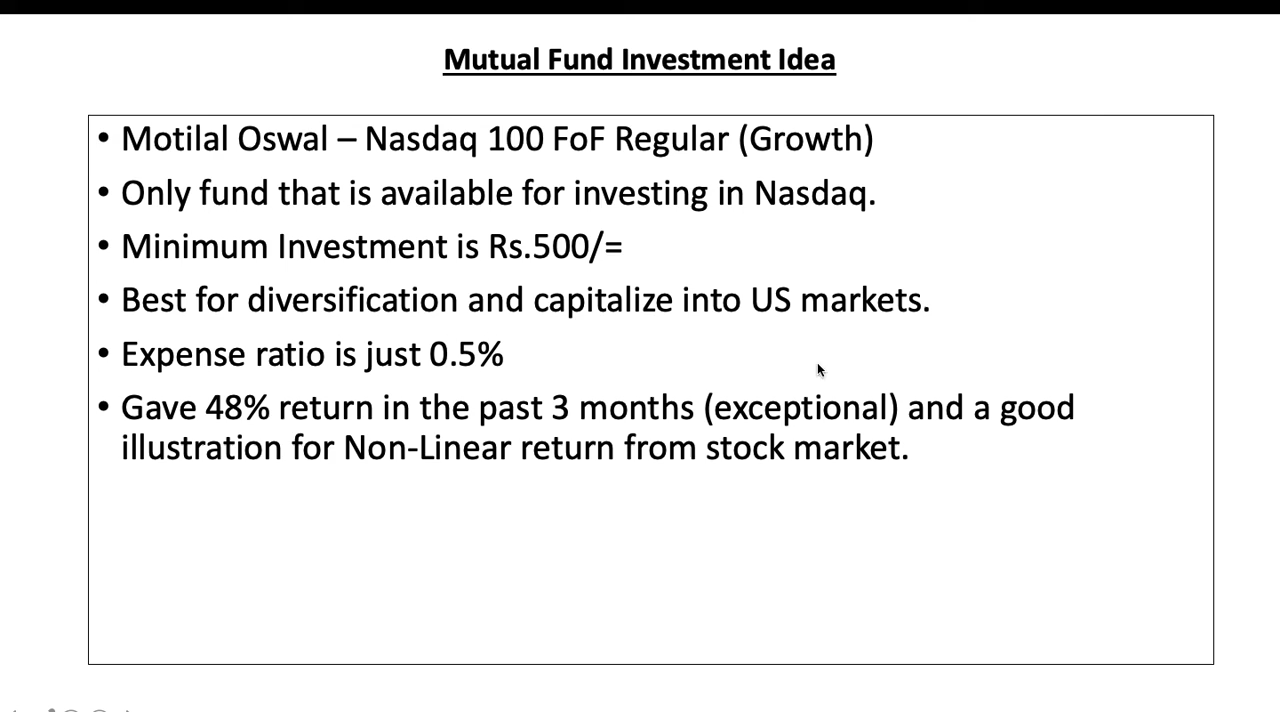 Mutual Fund Investment Idea
• Motilal Oswal – Nasdaq 100 FoF Regular (Growth)
• Only fund that is available for investing in Nasdaq.
• Minimum Investment is Rs.500/=
• Best for diversification and capitalize into US markets.
• Expense ratio is just 0.5%
• Gave 48% return in the past 3 months (exceptional) and a good
illustration for Non-Linear return from stock market.